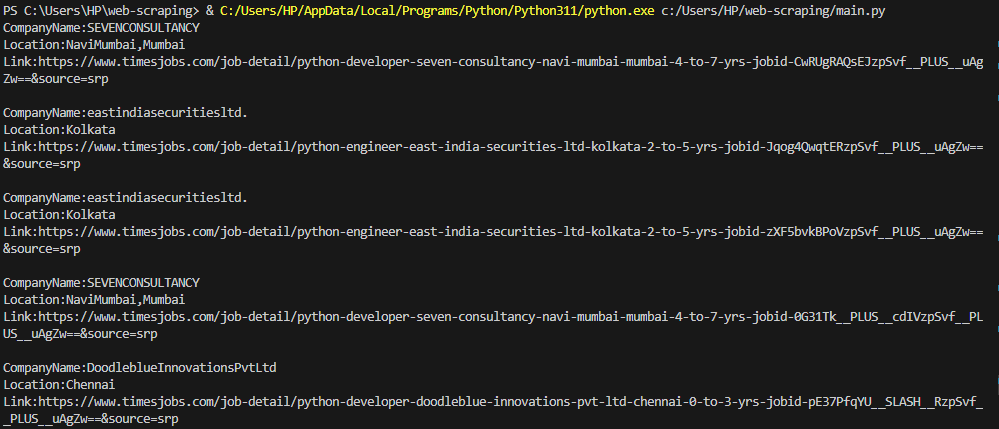 PS C:\Users\HP\web-scraping> & C:/Users/HP/AppData/Local/Programs/Python/Python311/python.exe c:/Users/HP/web-scraping/main.py
CompanyName:SEVENCONSULTANCY
Location:NaviMumbai,Mumbai
Link:https://www.timesjobs.com/job-detail/python-developer-seven-consultancy-navi-mumbai-mumbai-4-to-7-yrs-jobid-CwRUgRAQsEJzpSvf__PLUS__uAg
Zw==&source=srp

CompanyName:eastindiasecuritiesltd.
Location:Kolkata
Link:https://www.timesjobs.com/job-detail/python-engineer-east-india-securities-ltd-kolkata-2-to-5-yrs-jobid-Jqog4QwqtERzpSvf__PLUS__uAgZw==
&source=srp

CompanyName:eastindiasecuritiesltd.
Location:Kolkata
Link:https://www.timesjobs.com/job-detail/python-engineer-east-india-securities-ltd-kolkata-2-to-5-yrs-jobid-zXF5bvkBPoVzpSvf__PLUS__uAgZw==
&source=srp

CompanyName:SEVENCONSULTANCY
Location:NaviMumbai,Mumbai
Link:https://www.timesjobs.com/job-detail/python-developer-seven-consultancy-navi-mumbai-mumbai-4-to-7-yrs-jobid-0G31Tk__PLUS__cdIVzpSvf__PL
US__uAgZw==&source=srp

CompanyName:DoodleblueInnovationsPvtLtd
Location:Chennai
Link:https://www.timesjobs.com/job-detail/python-developer-doodleblue-innovations-pvt-ltd-chennai-0-to-3-yrs-jobid-pE37PfqYU__SLASH__RzpSvf_
_PLUS__uAgZw==&source=srp